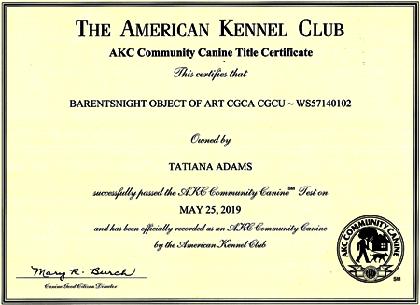 THE AMERICAN KENNEL CLUB
AKC Community Canine Title Certificate
This certifies that
BARENTSNIGHT OBJECT OF ART CGCA CGCU ~ WS57140102
Owned by
TATIANA ADAMS
successfully passed the AKC Community Canine℠ Test on
MAY 25, 2019
and has been officially recorded as an AKC Community Canine
by the American Kennel Club
AKC COMMUNITY CANINE
SM
Mary R. Burch
Canine Good Citizen Director